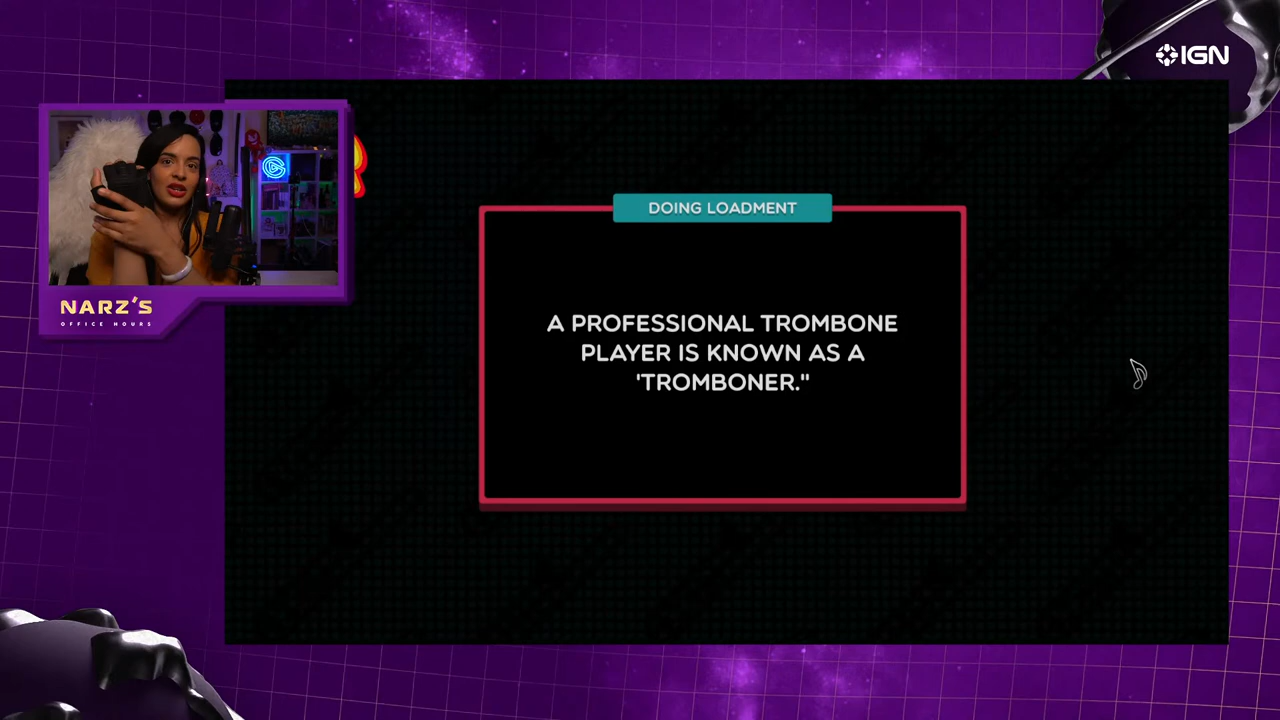 IGN
NARZ'S
OFFICE HOURS
DOING LOADMENT
A PROFESSIONAL TROMBONE
PLAYER IS KNOWN AS A
'TROMBONER."